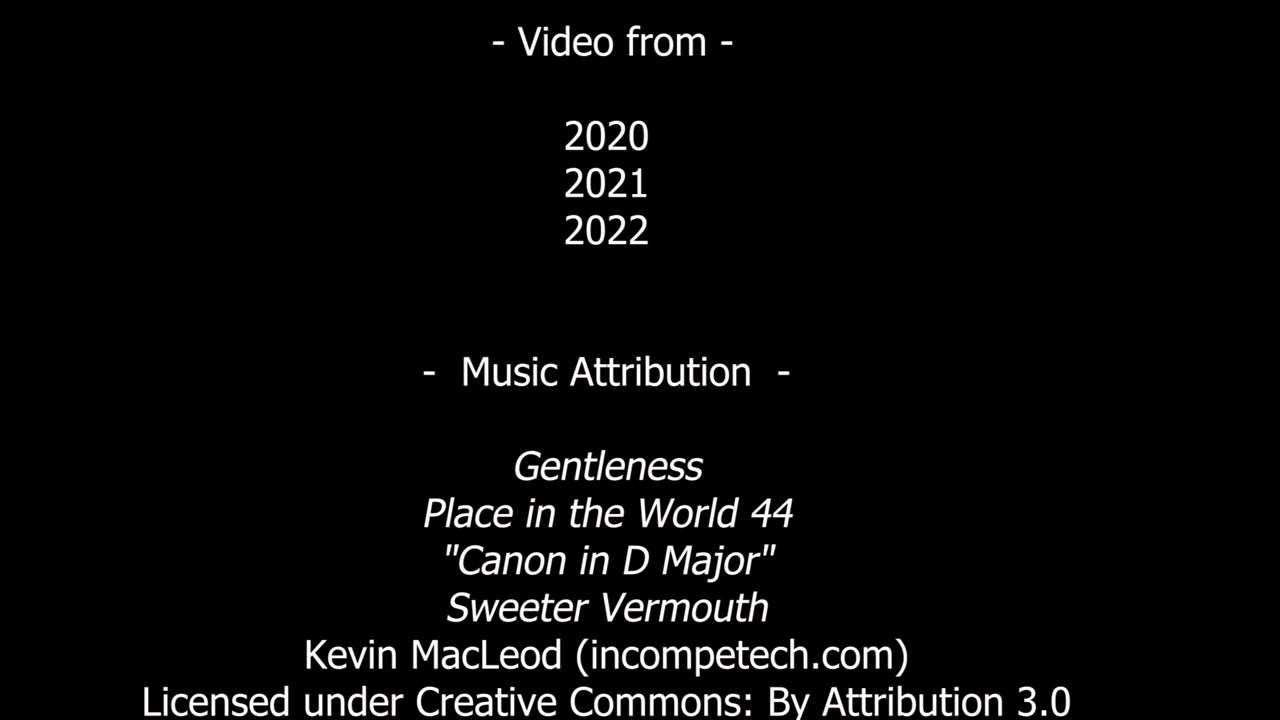 - Video from -
2020
2021
2022
- Music Attribution -
Gentleness
Place in the World 44
"Canon in D Major"
Sweeter Vermouth
Kevin MacLeod (incompetech.com)
Licensed under Creative Commons: By Attribution 3.0